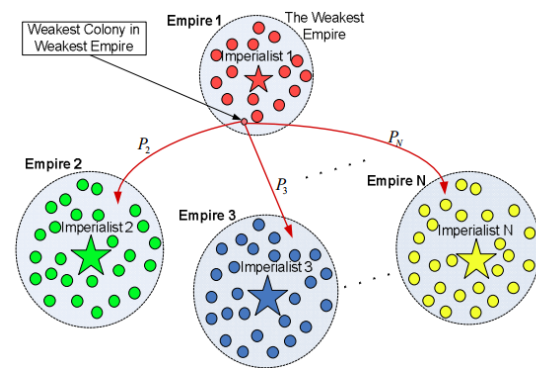 Empire 1
The Weakest
Empire
Weakest Colony in
Weakest Empire
Imperialist 1
P2
P3
PN
Empire 2
Imperialist 2
Empire 3
Imperialist 3
Empire N
Imperialist N